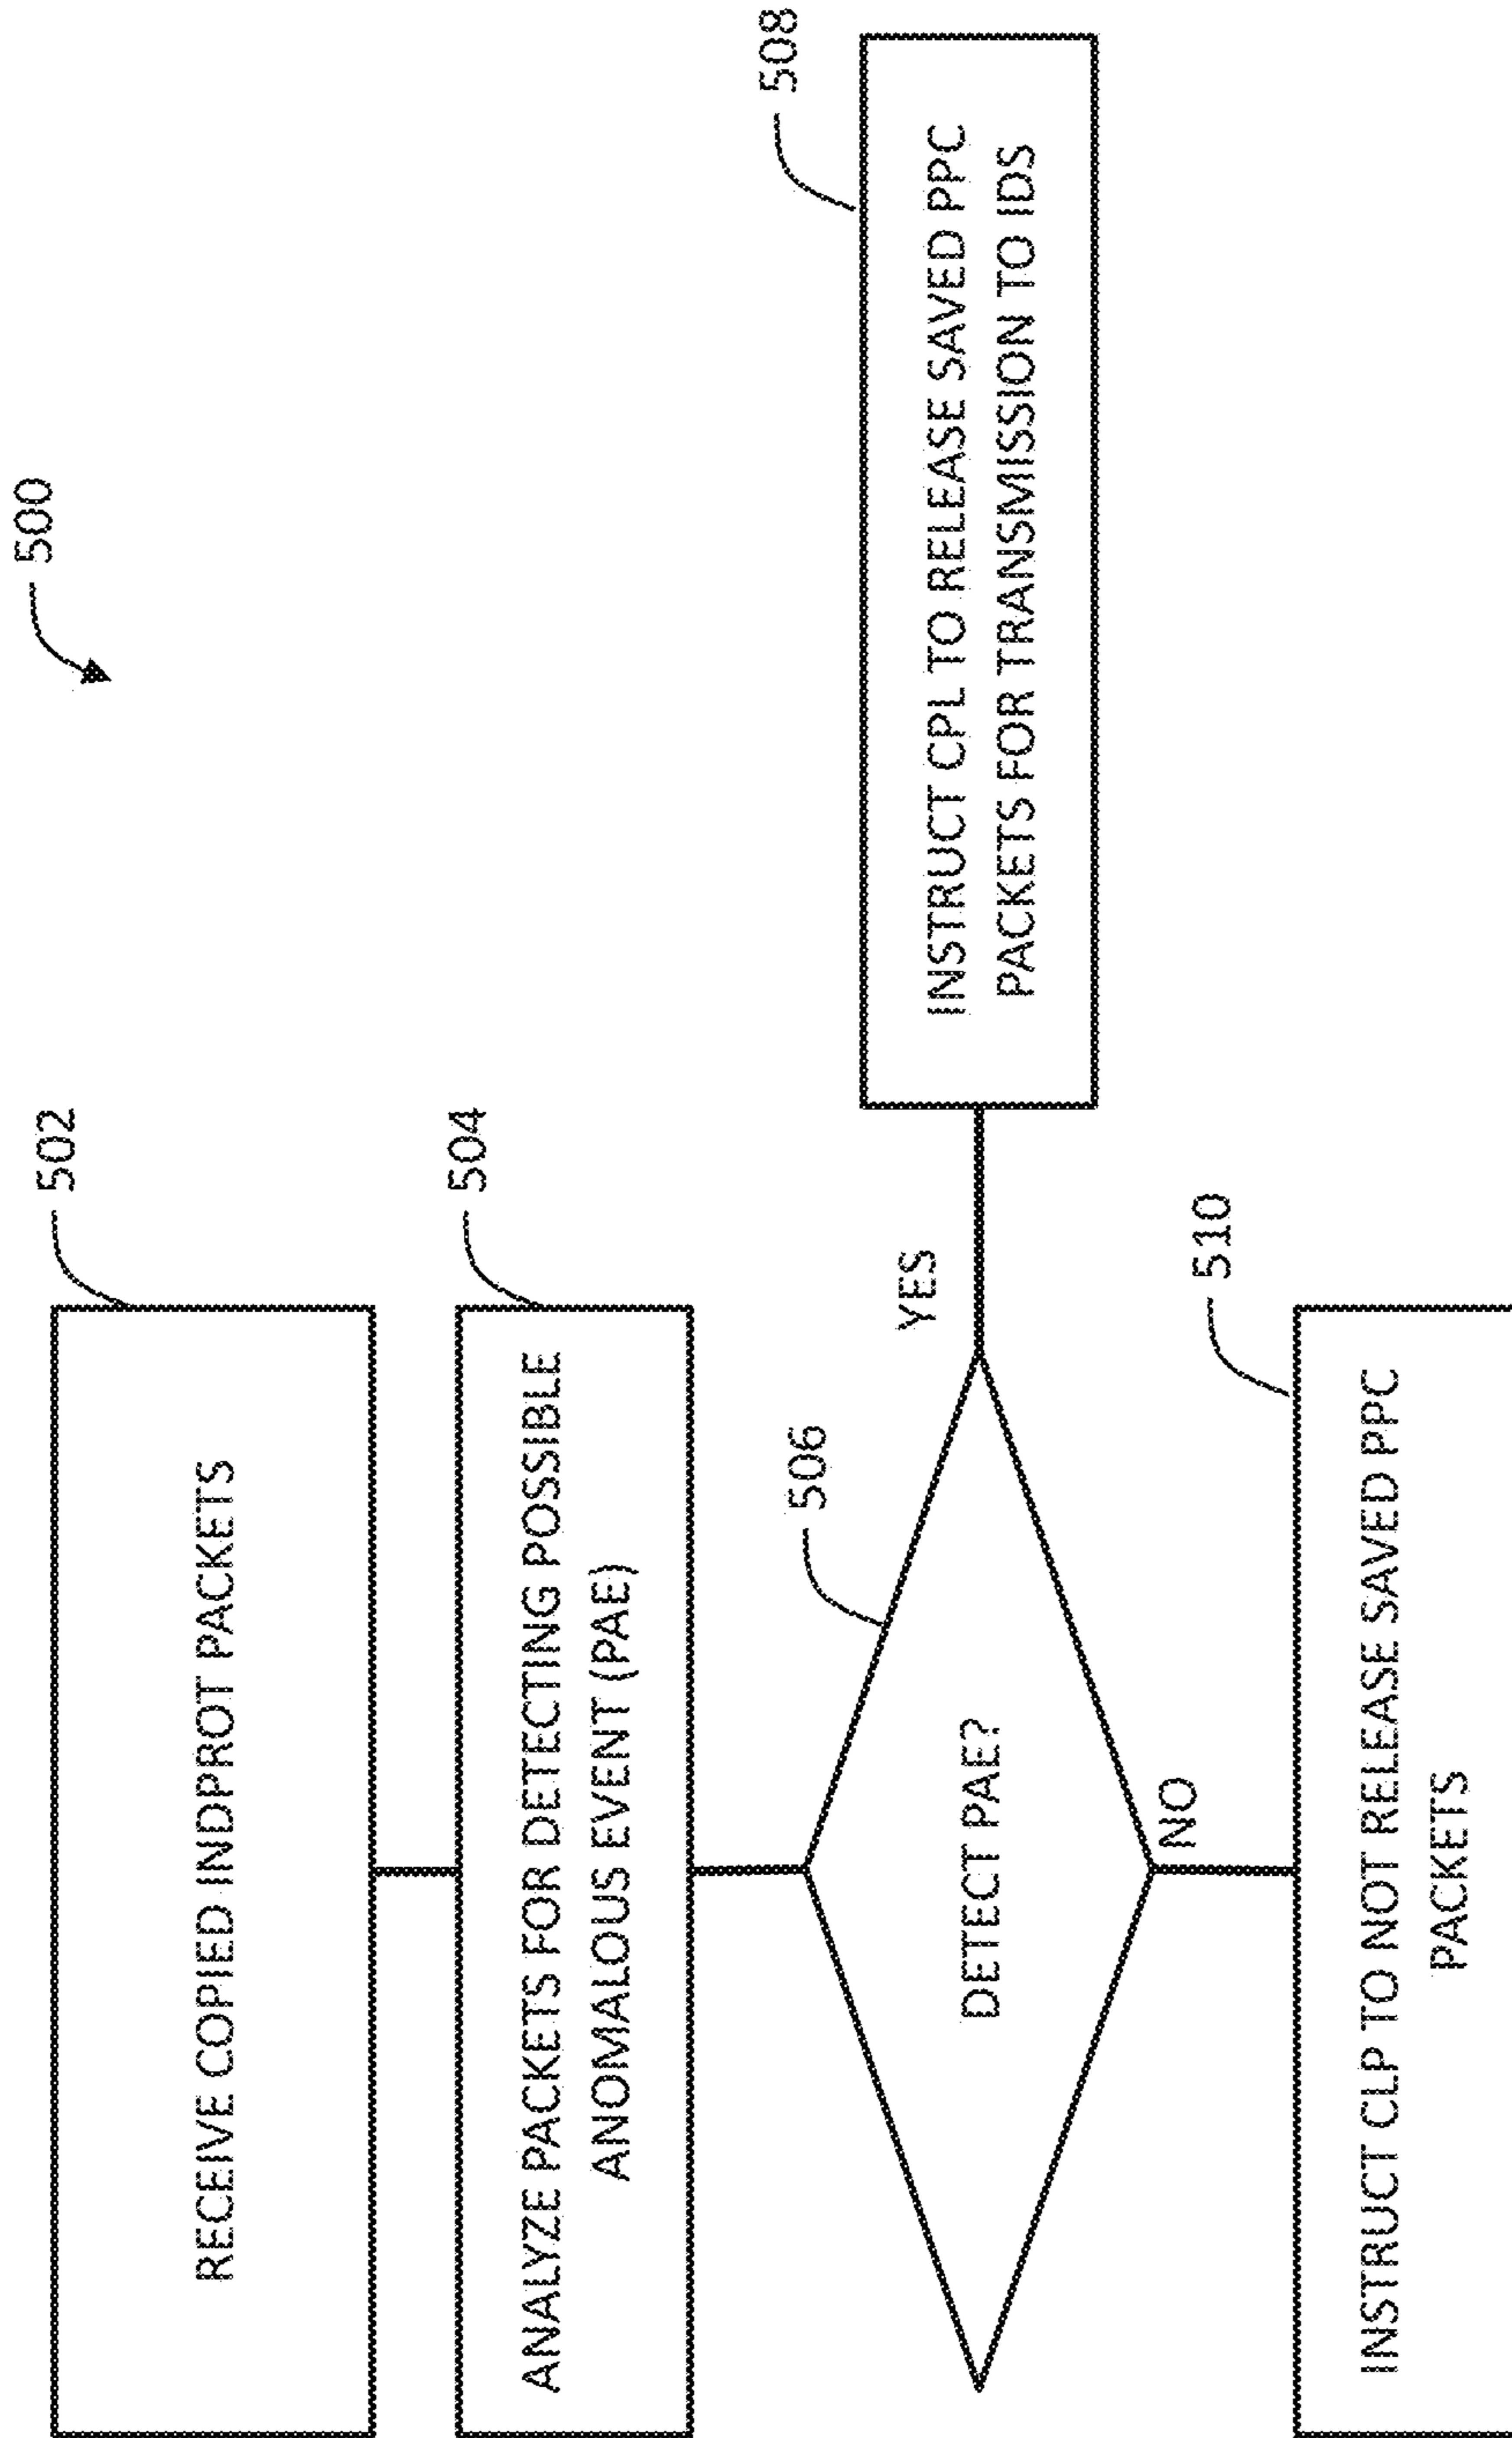 500
502
RECEIVE COPIED INDPROT PACKETS
504
ANALYZE PACKETS FOR DETECTING POSSIBLE
ANOMALOUS EVENT (PAE)
506
DETECT PAE?
YES
508
INSTRUCT CPL TO RELEASE SAVED PPC
PACKETS FOR TRANSMISSION TO IDS
NO
510
INSTRUCT CLP TO NOT RELEASE SAVED PPC
PACKETS